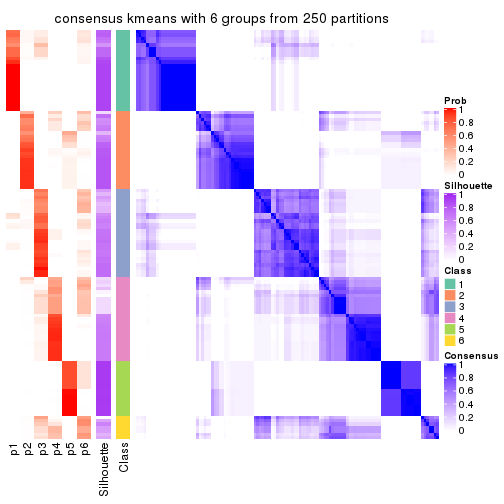 consensus kmeans with 6 groups from 250 partitions
Prob
1
0.8
0.6
0.4
0.2
0
Silhouette
1
0.8
0.6
0.4
0.2
0
Class
1
2
3
4
5
6
Consensus
1
0.8
0.6
0.4
0.2
0
p1
p2
p3
p4
p5
p6
Silhouette
Class